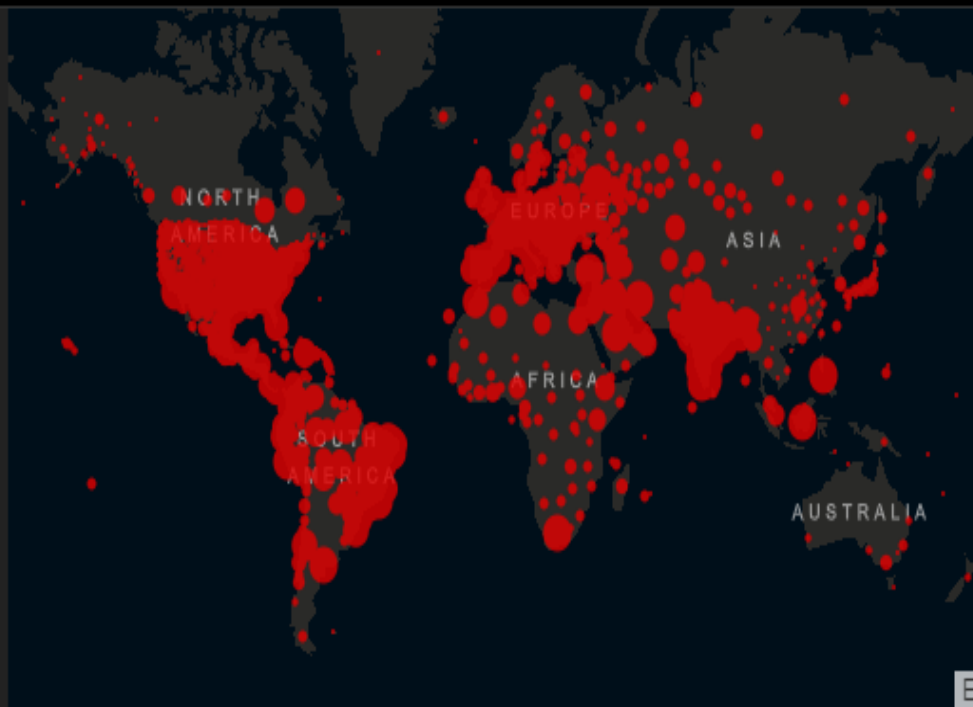 NORTH
AMERICA
EUROPE
ASIA
AFRICA
SOUTH
AMERICA
AUSTRALIA
E